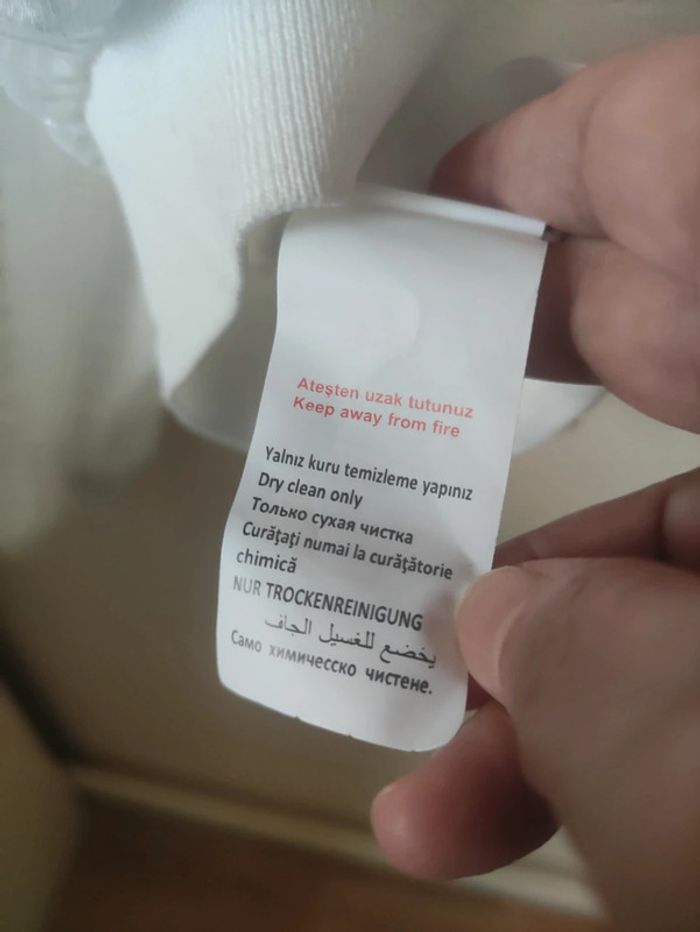 Ateşten uzak tutunuz
Keep away from fire
Yalnız kuru temizleme yapınız
Dry clean only
Только сухая чистка
Curăţaţi numai la curăţătorie
chimică
NUR TROCKENREINIGUNG
يخضع للغسيل الجاف
Само химичесско чистене.